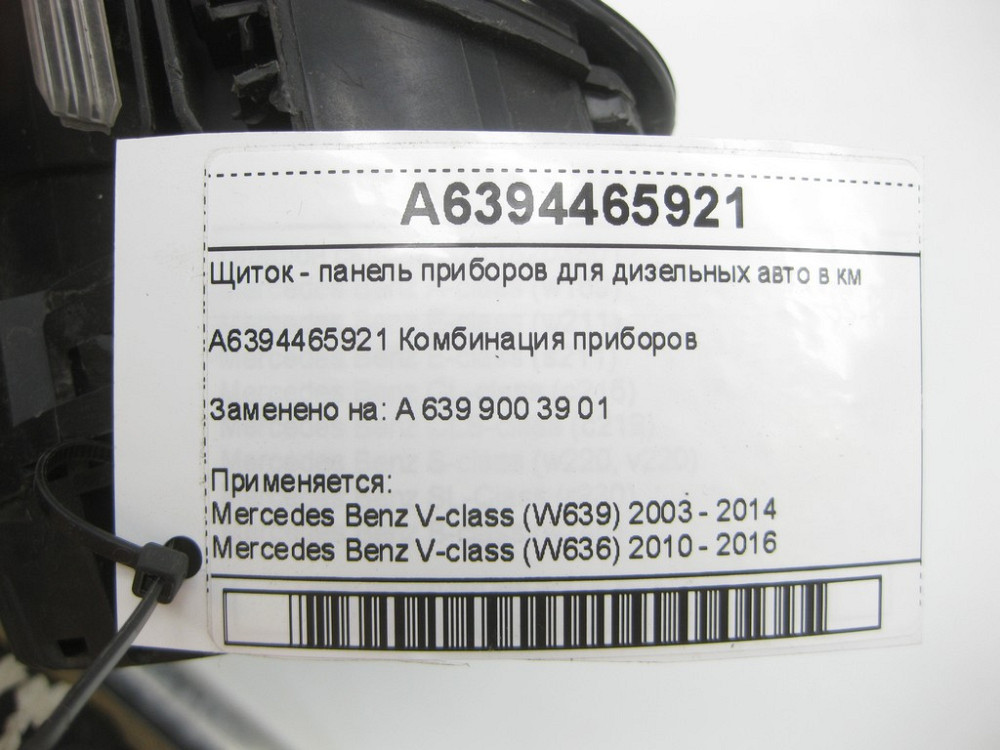 A6394465921
Щиток - панель приборов для дизельных авто в км
A6394465921 Комбинация приборов
Заменено на: A 639 900 39 01
Применяется:
Mercedes Benz V-class (W639) 2003 - 2014
Mercedes Benz V-class (W636) 2010 - 2016